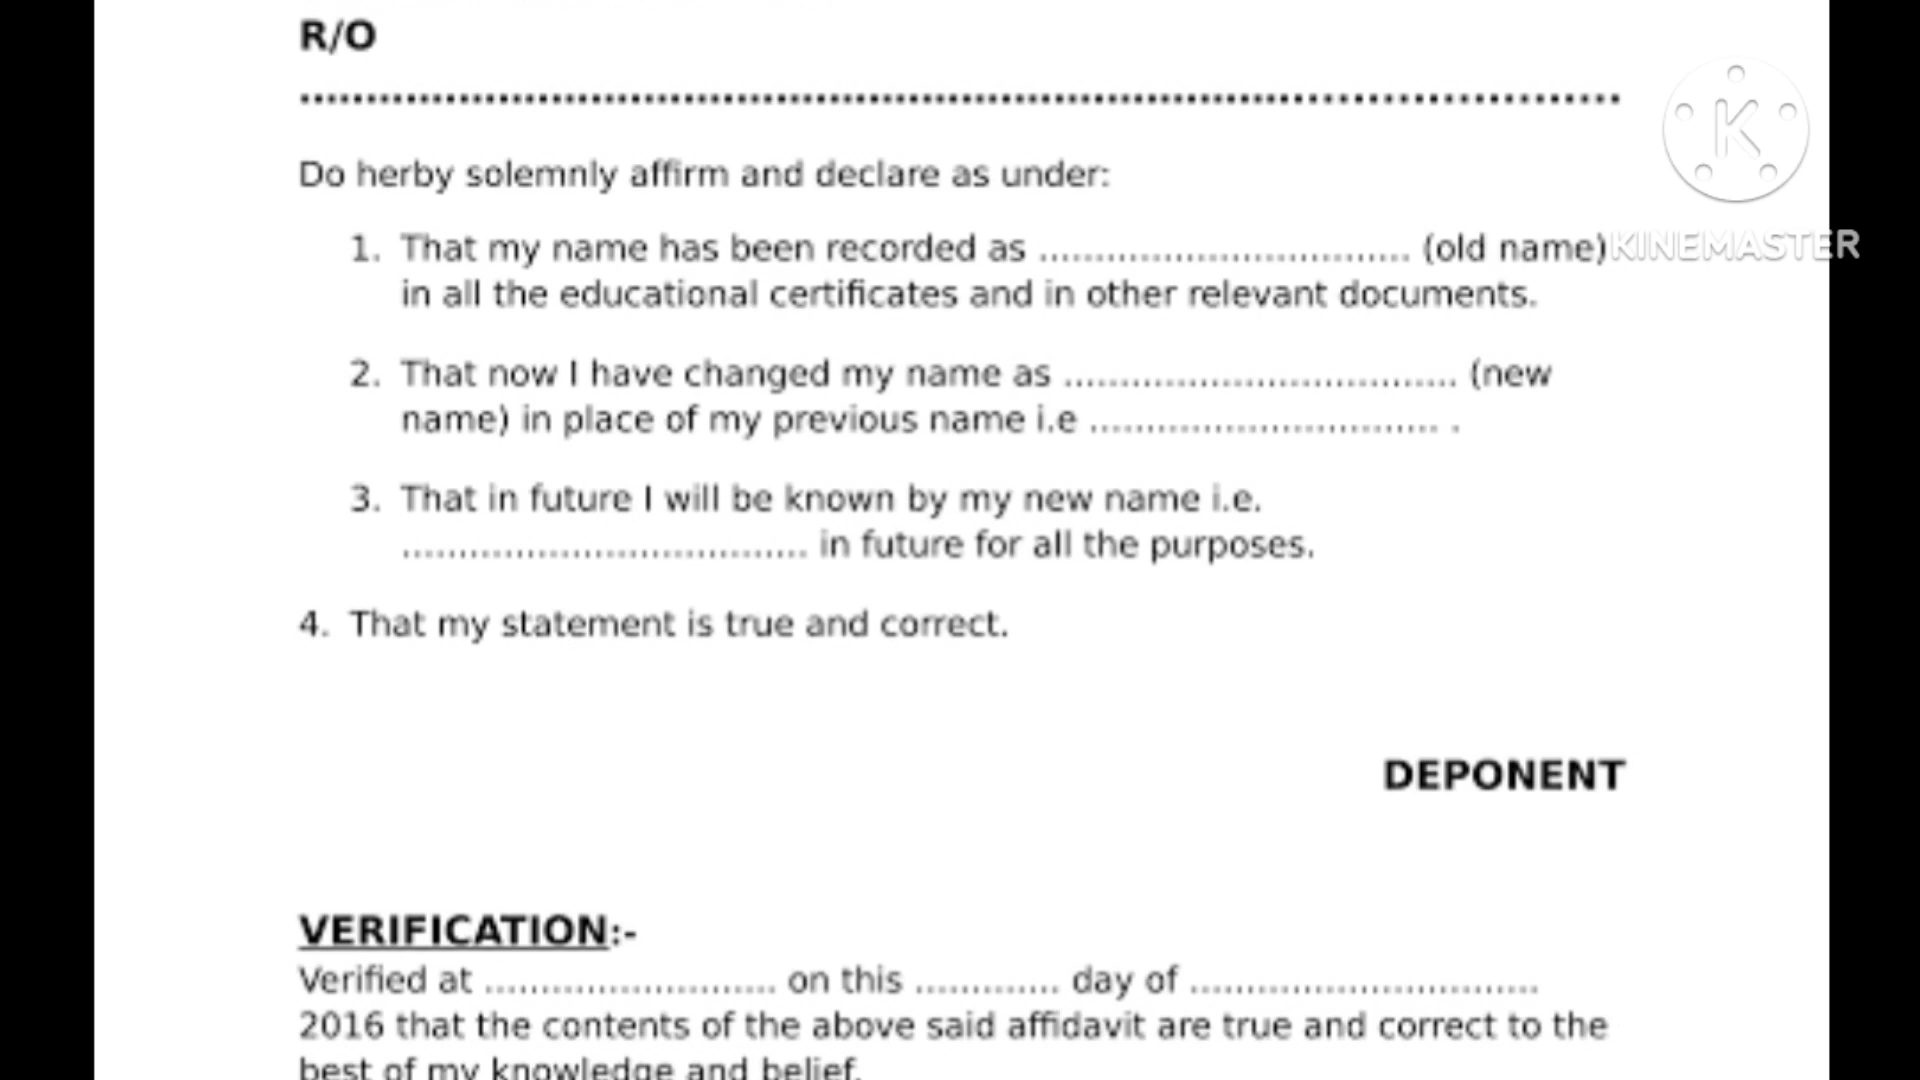 R/O
....................................................................................................
Do herby solemnly affirm and declare as under:
1. That my name has been recorded as ................................. (old name)
in all the educational certificates and in other relevant documents.
2. That now I have changed my name as ................................... (new
name) in place of my previous name i.e ............................... .
3. That in future I will be known by my new name i.e.
.................................... in future for all the purposes.
4. That my statement is true and correct.
DEPONENT
VERIFICATION:-
Verified at .......................... on this ............. day of ...............................
2016 that the contents of the above said affidavit are true and correct to the
best of my knowledge and belief.
K
KINEMASTER